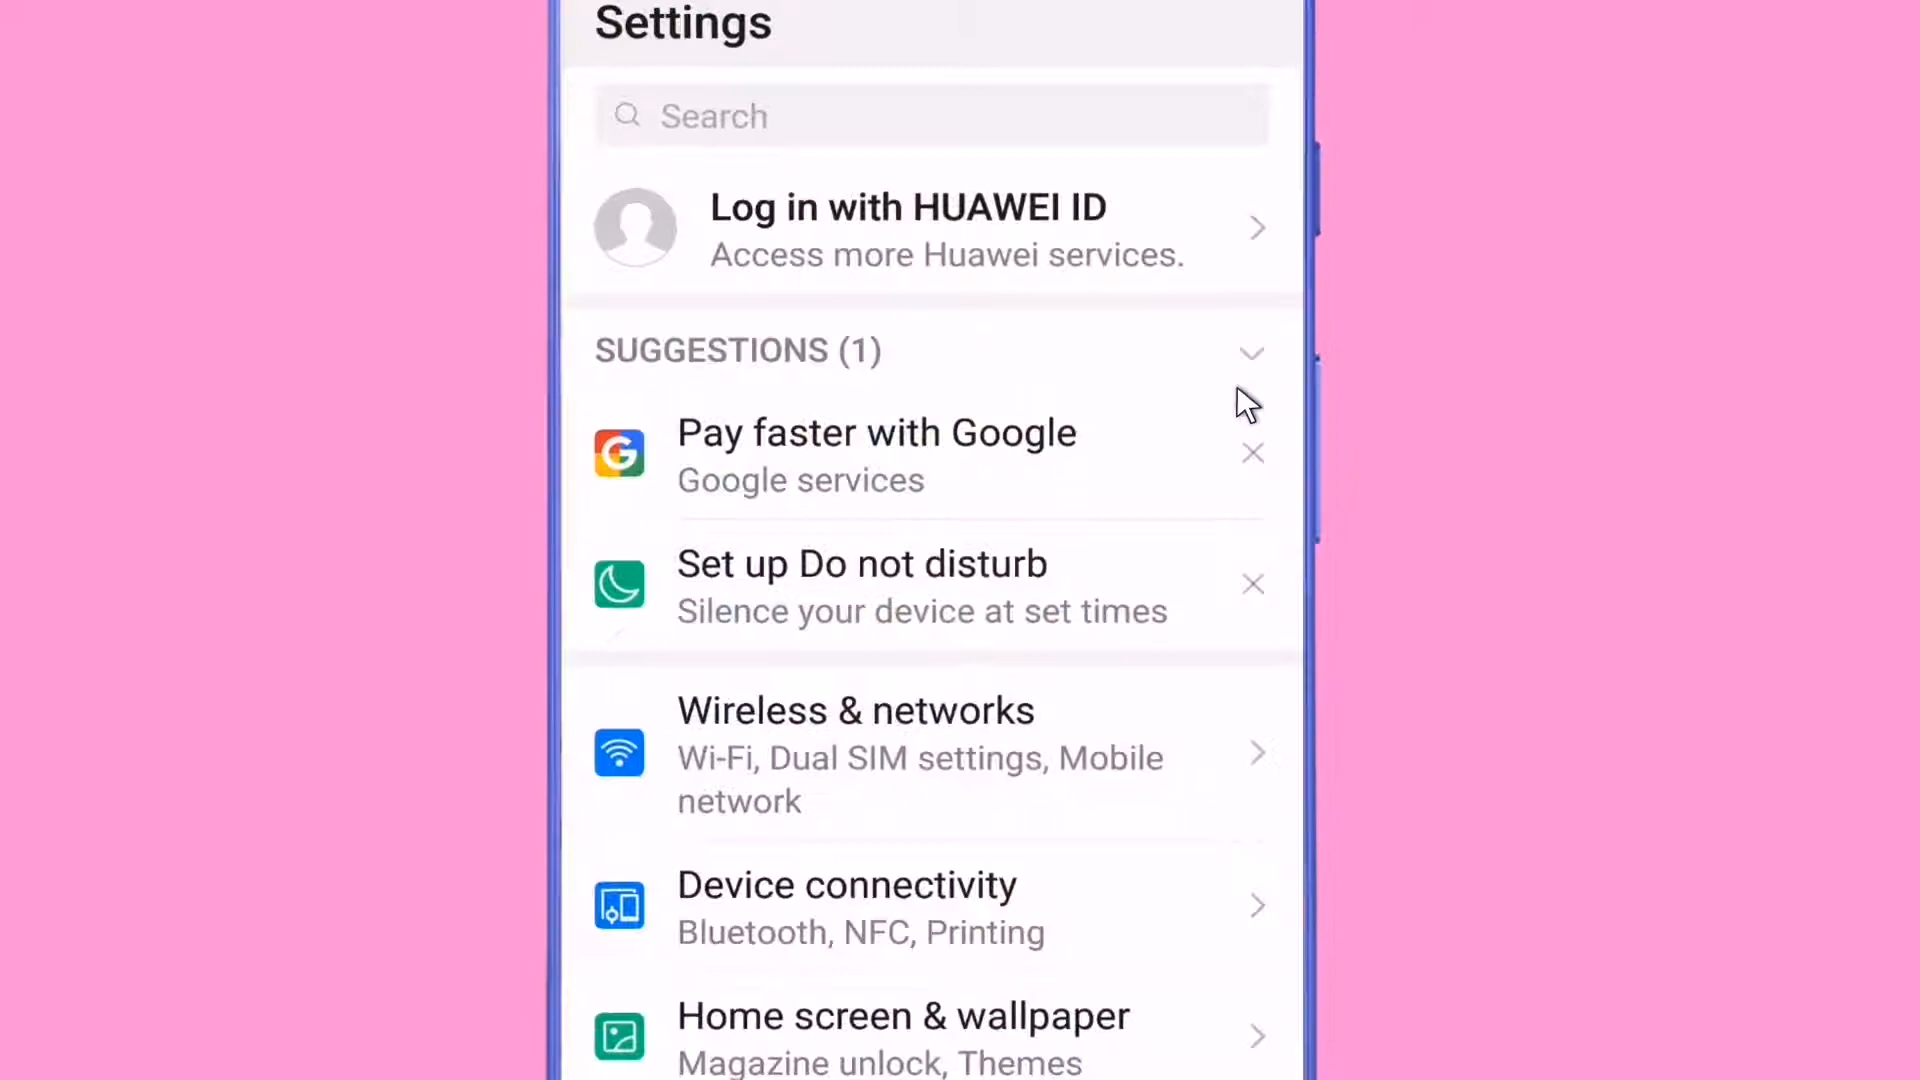 Settings
Search
Log in with HUAWEI ID
Access more Huawei services.
SUGGESTIONS (1)
Pay faster with Google
Google services
Set up Do not disturb
Silence your device at set times
Wireless & networks
Wi-Fi, Dual SIM settings, Mobile
network
Device connectivity
Bluetooth, NFC, Printing
Home screen & wallpaper
Magazine unlock, Themes